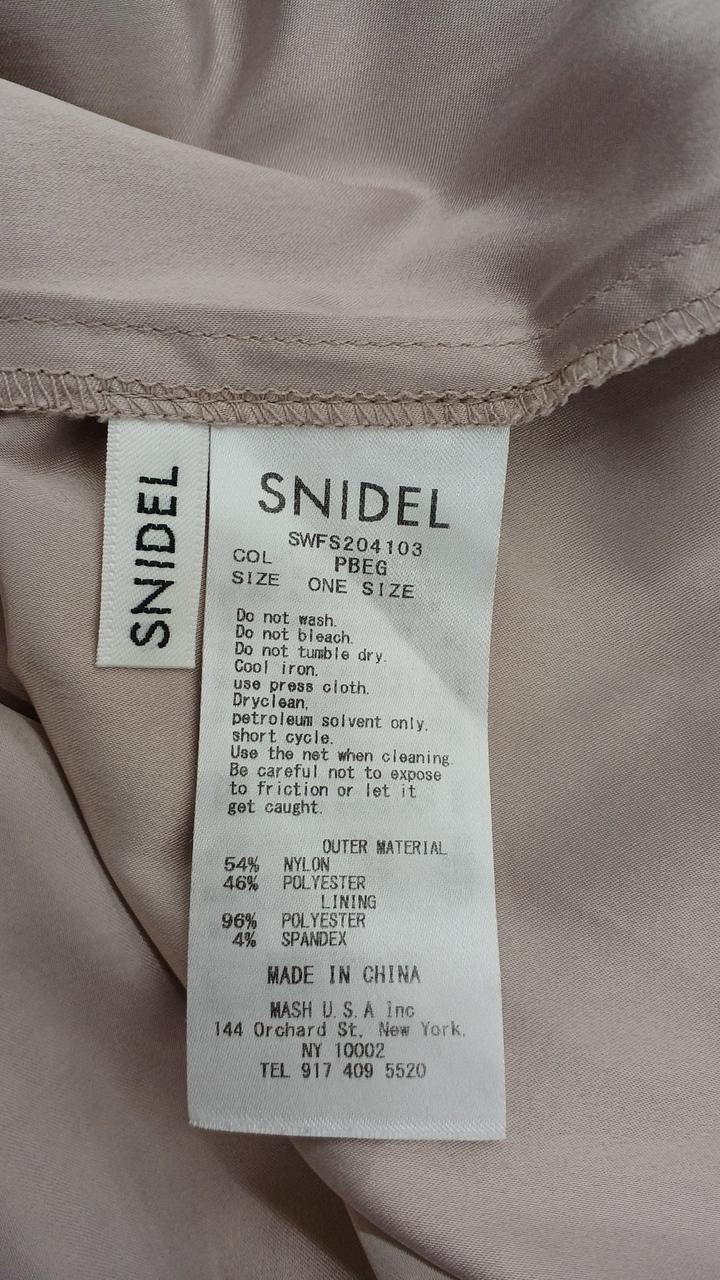 SNIDEL
SNIDEL
SWFS204103
COL PBEG
SIZE ONE SIZE
Do not wash.
Do not bleach.
Do not tumble dry.
Cool iron.
use press cloth.
Dryclean,
petroleum solvent only.
short cycle.
Use the net when cleaning.
Be careful not to expose
to friction or let it
get caught.
OUTER MATERIAL
54% NYLON
46% POLYESTER
LINING
96% POLYESTER
4% SPANDEX
MADE IN CHINA
MASH U.S.A inc
144 Orchard St, New York,
NY 10002
TEL 917 409 5520